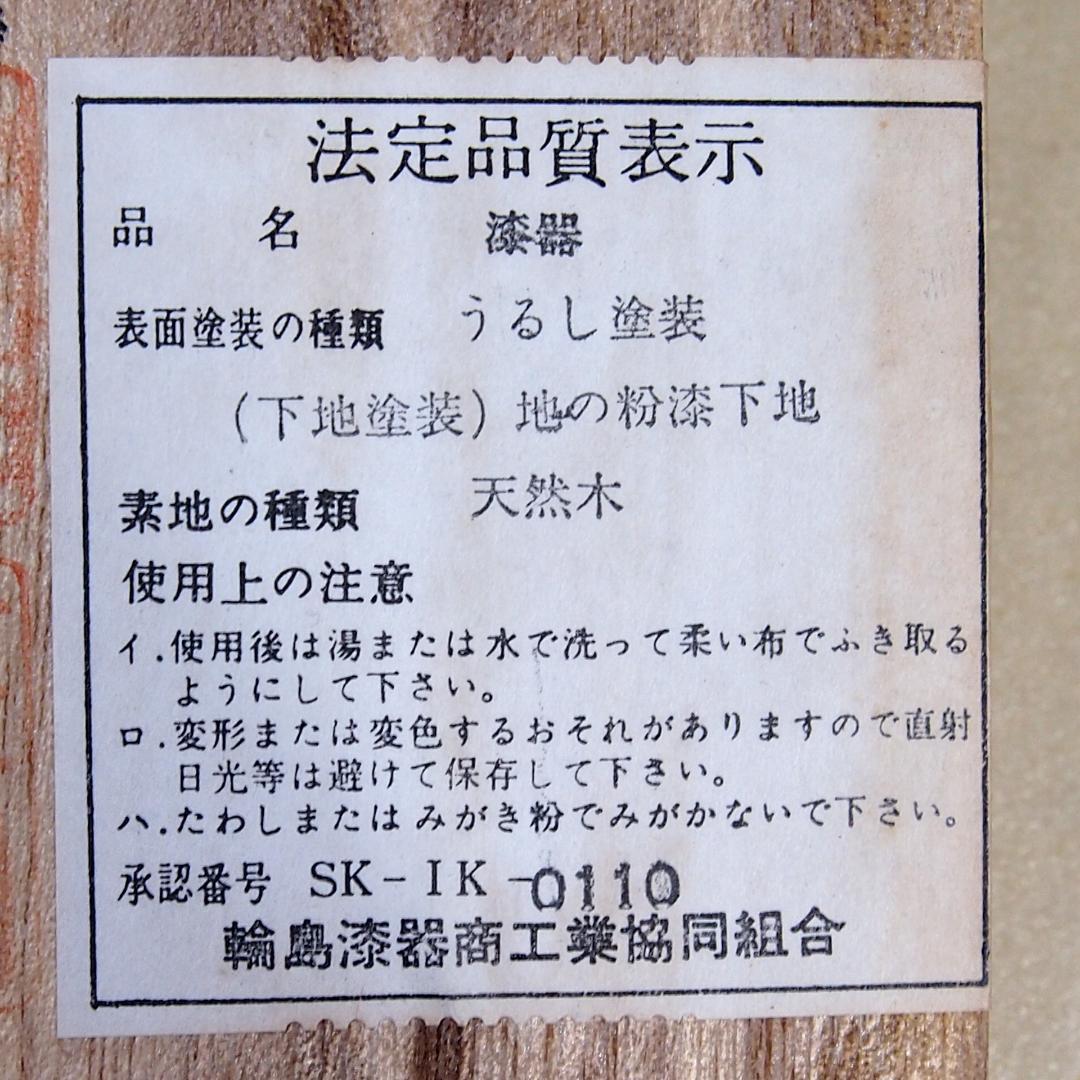 法定品質表示
品　名　漆器
表面塗装の種類　うるし塗装
(下地塗装) 地の粉漆下地
素地の種類　天然木
使用上の注意
イ.使用後は湯または水で洗って柔い布でふき取る
ようにして下さい。
ロ.変形または変色するおそれがありますので直射
日光等は避けて保存して下さい。
ハ.たわしまたはみがき粉でみがかないで下さい。
承認番号　SK-IK-0110
輪島漆器商工業協同組合